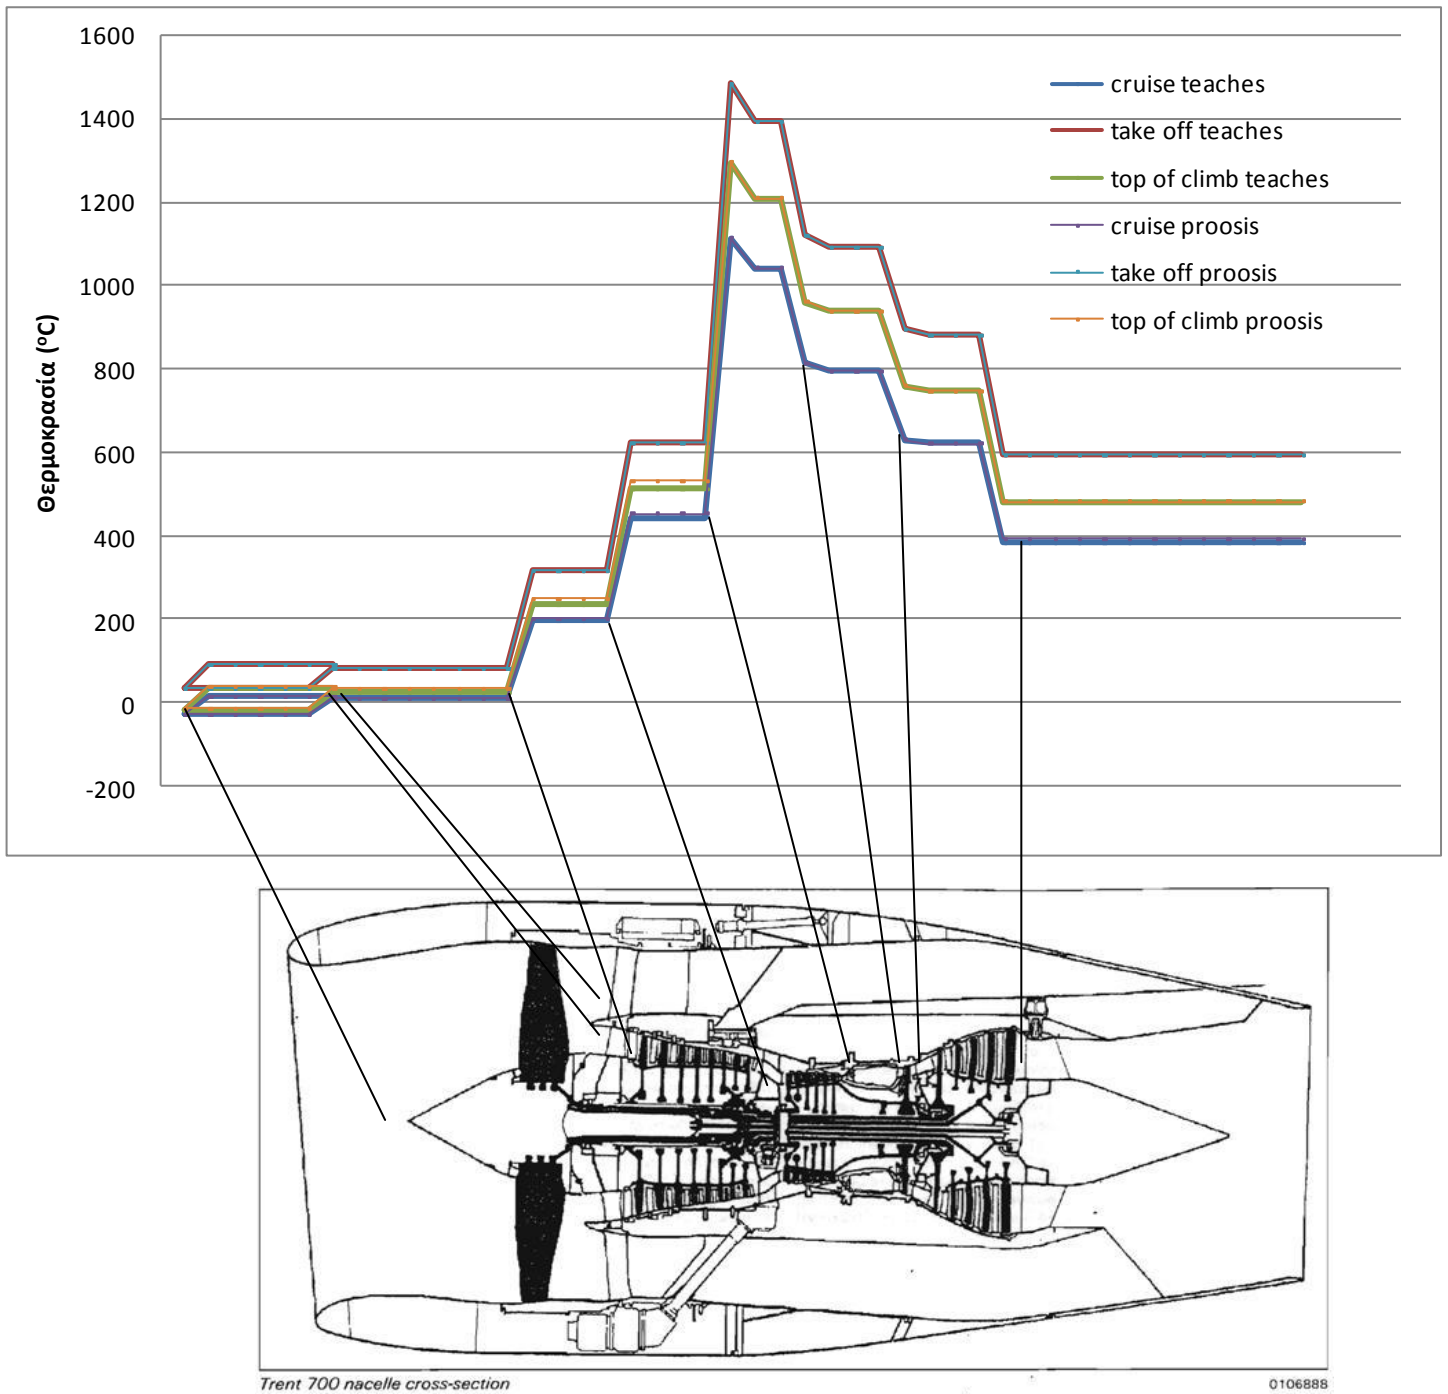 1600
1400
1200
1000
800
600
400
200
0
-200
Θερμοκρασία (°C)
cruise teaches
take off teaches
top of climb teaches
cruise proosis
take off proosis
top of climb proosis
Trent 700 nacelle cross-section
0106888